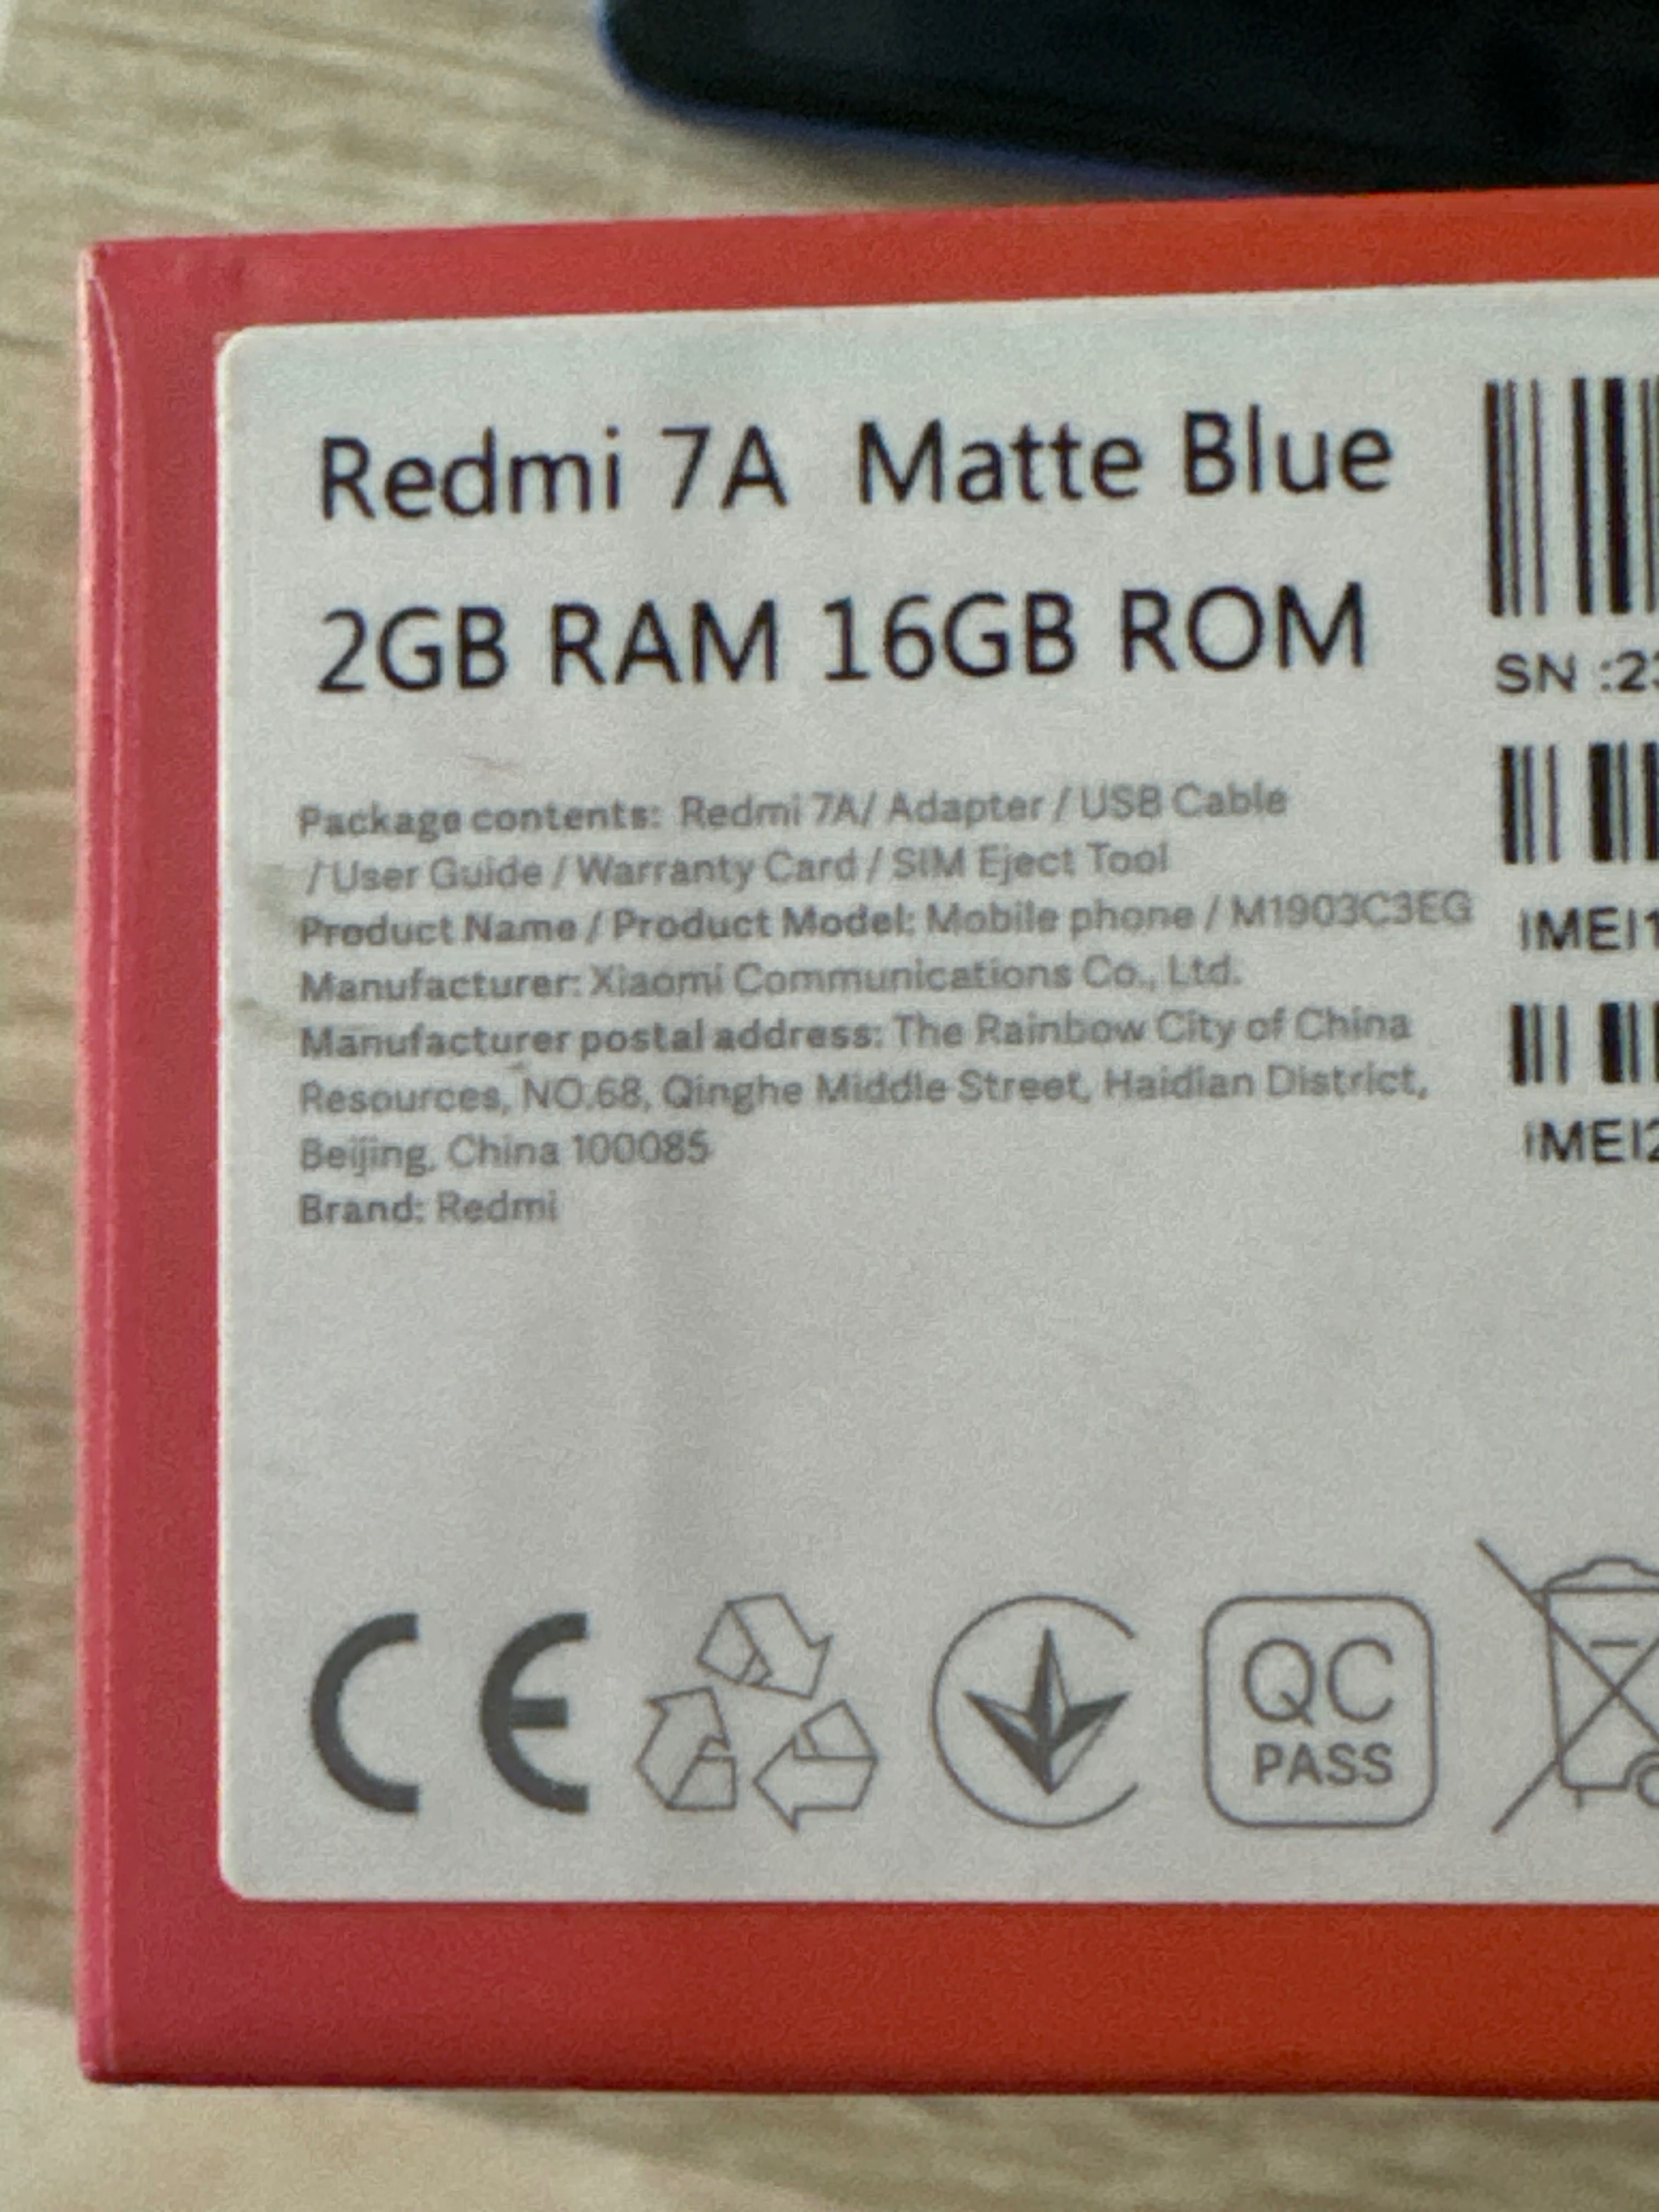 Redmi 7A Matte Blue
2GB RAM 16GB ROM
Package contents: Redmi 7A/ Adapter / USB Cable
/ User Guide / Warranty Card / SIM Eject Tool
Product Name / Product Model: Mobile phone / M1903C3EG
Manufacturer: Xiaomi Communications Co., Ltd.
Manufacturer postal address: The Rainbow City of China
Resources, NO.68, Qinghe Middle Street, Haidian District,
Beijing, China 100085
Brand: Redmi
SN :23
IMEI1
IMEI2
CE
QC
PASS